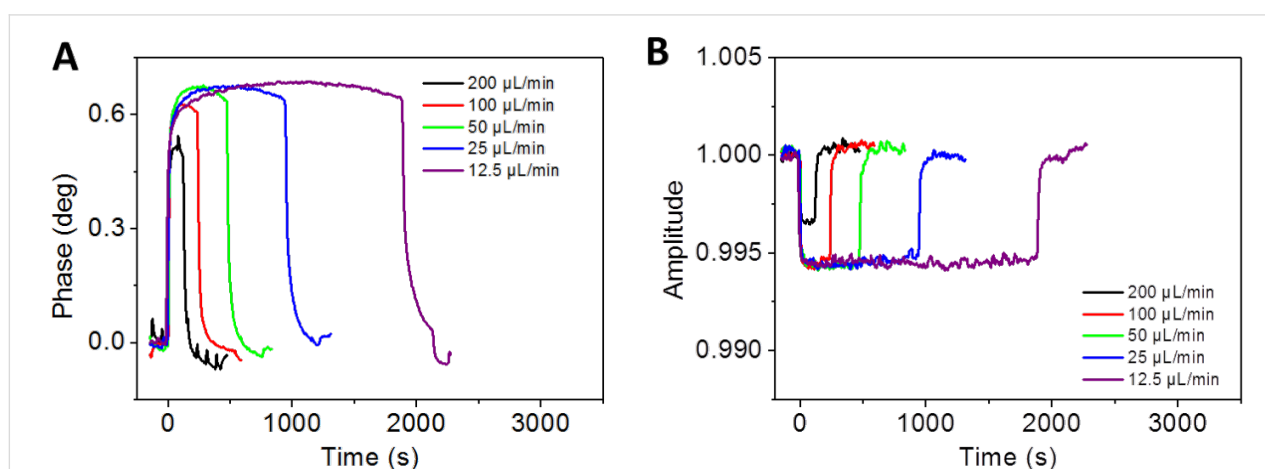 A
Phase (deg)
0.6
0.3
0.0
200 µL/min
100 µL/min
50 µL/min
25 µL/min
12.5 µL/min
0 1000 2000 3000
Time (s)
B
Amplitude
1.005
1.000
0.995
0.990
200 µL/min
100 µL/min
50 µL/min
25 µL/min
12.5 µL/min
0 1000 2000 3000
Time (s)